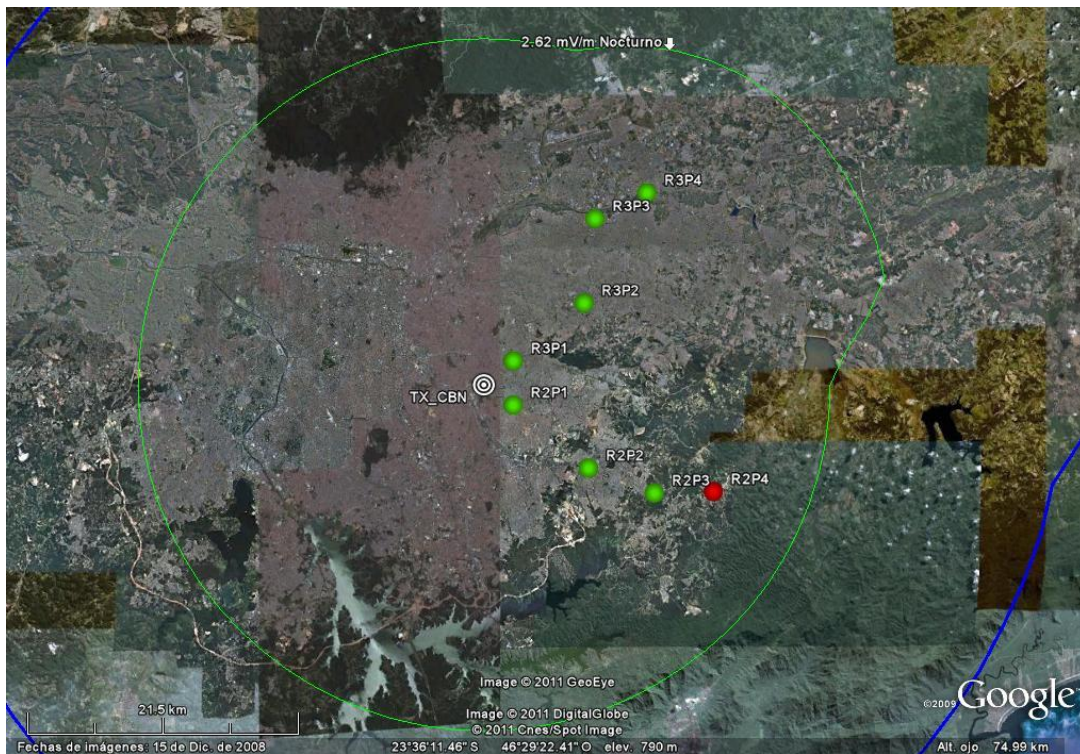 2.62 mV/m Nocturno
R3P4
R3P3
R3P2
R3P1
TX_CBN
R2P1
R2P2
R2P3
R2P4
Image © 2011 GeoEye
21.5 km
Image © 2011 DigitalGlobe
© 2011 Cnes/Spot Image
©2009 Google
Fechas de imágenes: 15 de Dic. de 2008 23°36'11.46" S 46°29'22.41" O elev. 790 m Alt. ojo 74.99 km